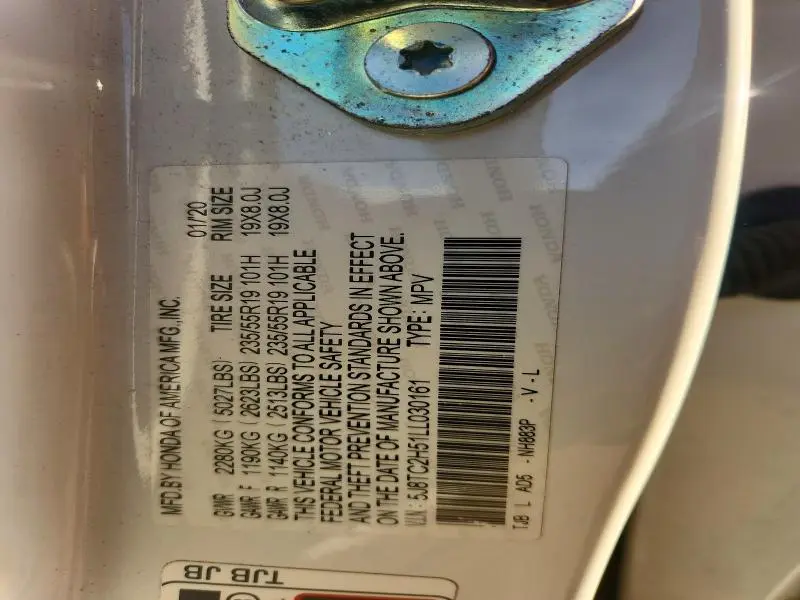 MFD.BY HONDA OF AMERICA MFG.,INC. 01/'20
GVWR 2280KG (5027LBS) TIRE SIZE RIM SIZE
GAWR F 1190KG (2623LBS) 235/55R19 101H 19X8.0J
GAWR R 1140KG (2513LBS) 235/55R19 101H 19X8.0J
THIS VEHICLE CONFORMS TO ALL APPLICABLE
FEDERAL MOTOR VEHICLE SAFETY
AND THEFT PREVENTION STANDARDS IN EFFECT
ON THE DATE OF MANUFACTURE SHOWN ABOVE.
V.I.N.: 5J8TC2H51LL030161 TYPE: MPV
TJB L AD5 - NH883P - V - L
TJB JB